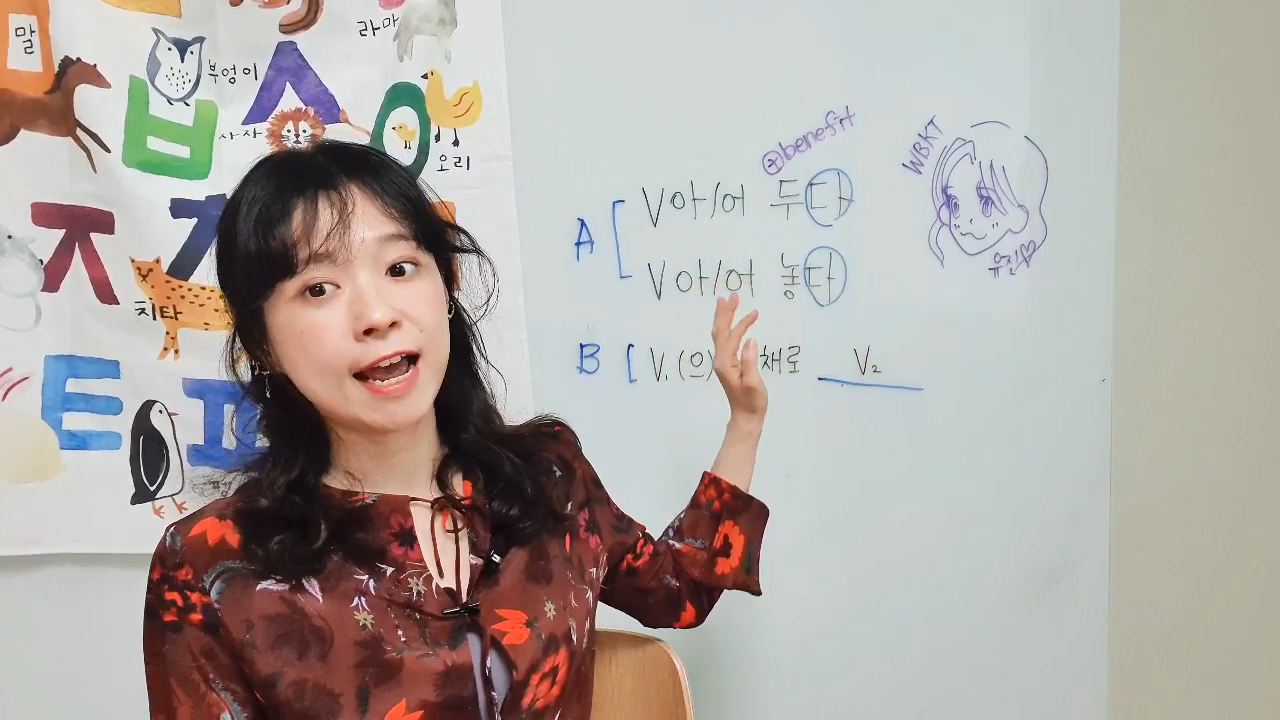 말
부엉이
라마
사자
오리
ㅂ
ㅅ
ㅇ
ㅈ
ㅊ
치타
ㅌ
ㅍ
WBKT
유진♡
⊕benefirt
A [ V아/어 두다
V아/어 놓다
B [ V₁ (으) 채로 V₂